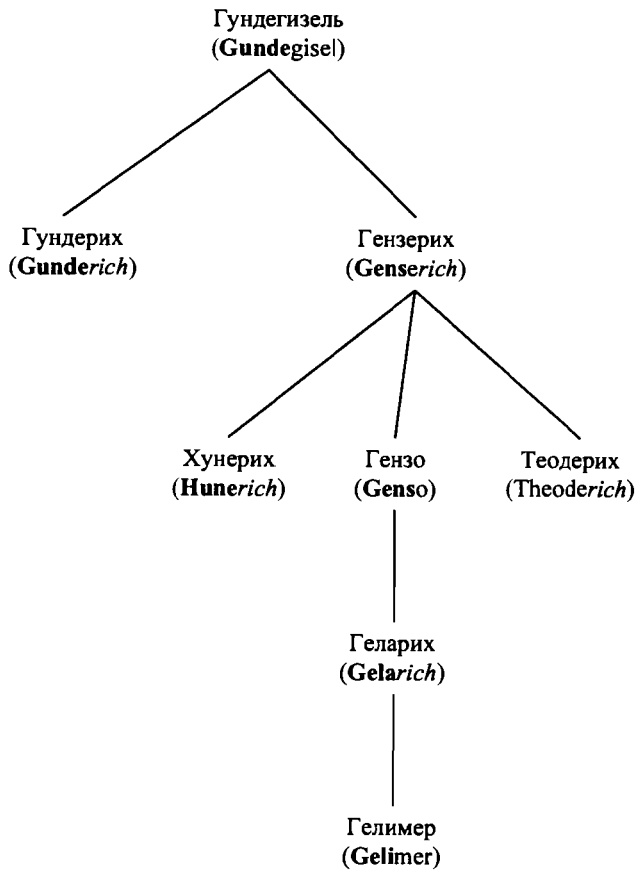 Гундегизель
(Gundegisel)
Гундерих
(Gunderich)
Гензерих
(Genserich)
Хунерих
(Hunerich)
Гензо
(Genso)
Теодерих
(Theoderich)
Геларих
(Gelarich)
Гелимер
(Gelimer)